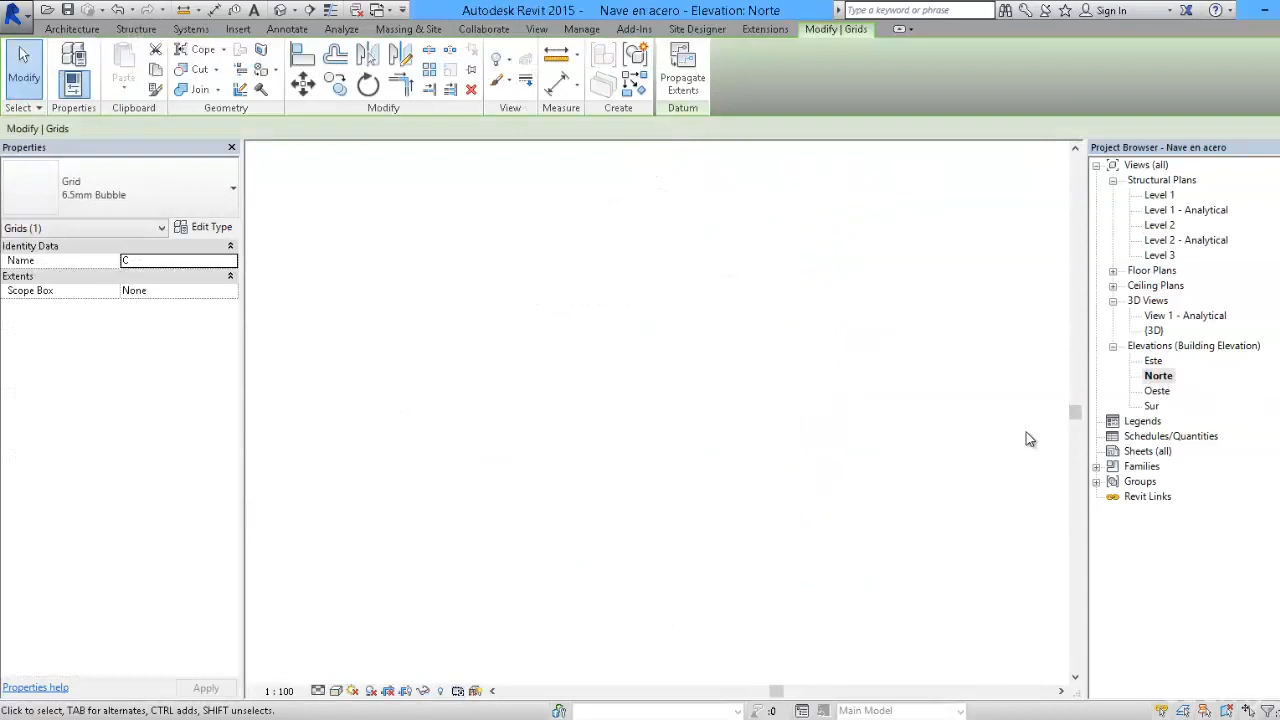 Autodesk Revit 2015 - Nave en acero - Elevation: Norte
Type a keyword or phrase
Sign In
Architecture Structure Systems Insert Annotate Analyze Massing & Site Collaborate View Manage Add-Ins Site Designer Extensions Modify | Grids
Modify
Paste
Cope
Cut
Join
Propagate
Extents
Select Properties Clipboard Geometry Modify View Measure Create Datum
Modify | Grids
Properties
Grid
6.5mm Bubble
Grids (1)
Edit Type
Identity Data
Name C
Extents
Scope Box None
Properties help
Apply
1 : 100
Project Browser - Nave en acero
Views (all)
Structural Plans
Level 1
Level 1 - Analytical
Level 2
Level 2 - Analytical
Level 3
Floor Plans
Ceiling Plans
3D Views
View 1 - Analytical
{3D}
Elevations (Building Elevation)
Este
Norte
Oeste
Sur
Legends
Schedules/Quantities
Sheets (all)
Families
Groups
Revit Links
Click to select, TAB for alternates, CTRL adds, SHIFT unselects.
:0
Main Model